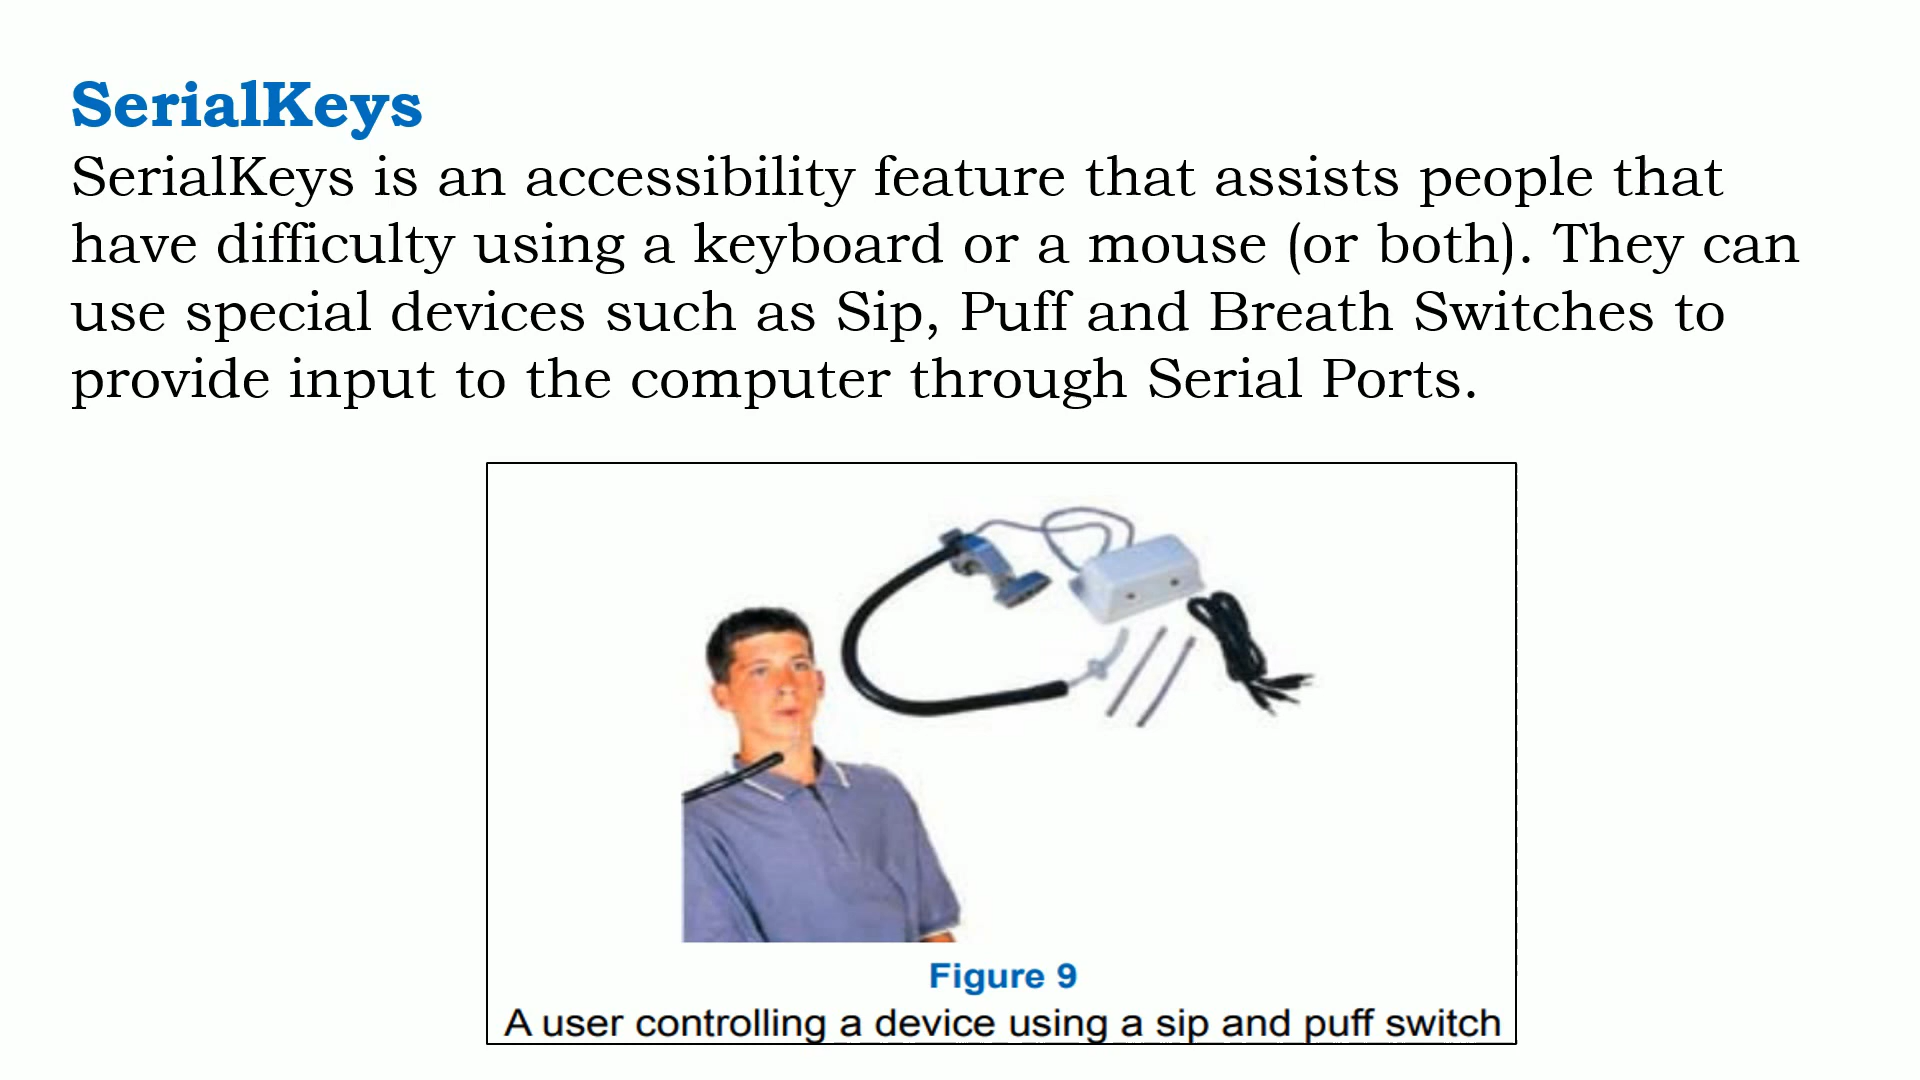 SerialKeys
SerialKeys is an accessibility feature that assists people that
have difficulty using a keyboard or a mouse (or both). They can
use special devices such as Sip, Puff and Breath Switches to
provide input to the computer through Serial Ports.
Figure 9
A user controlling a device using a sip and puff switch